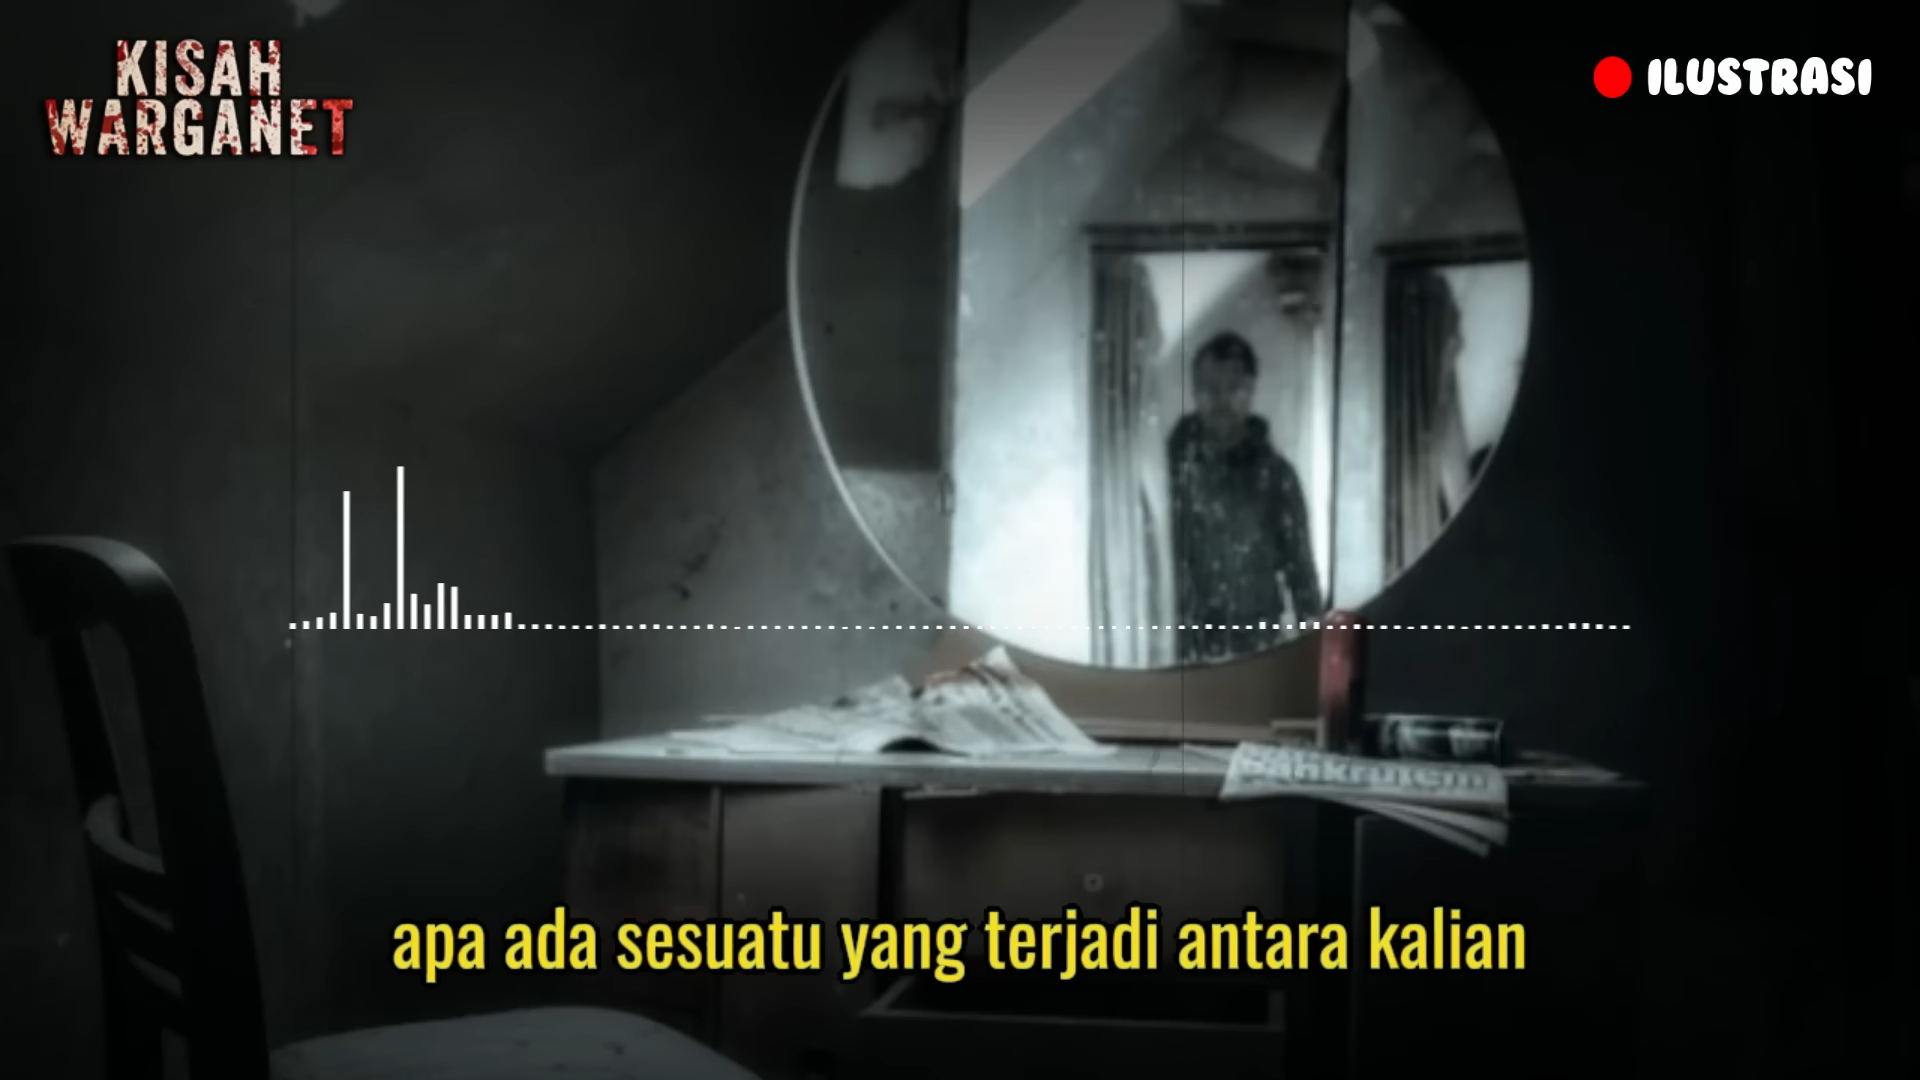 KISAH
WARGANET
ILUSTRASI
apa ada sesuatu yang terjadi antara kalian